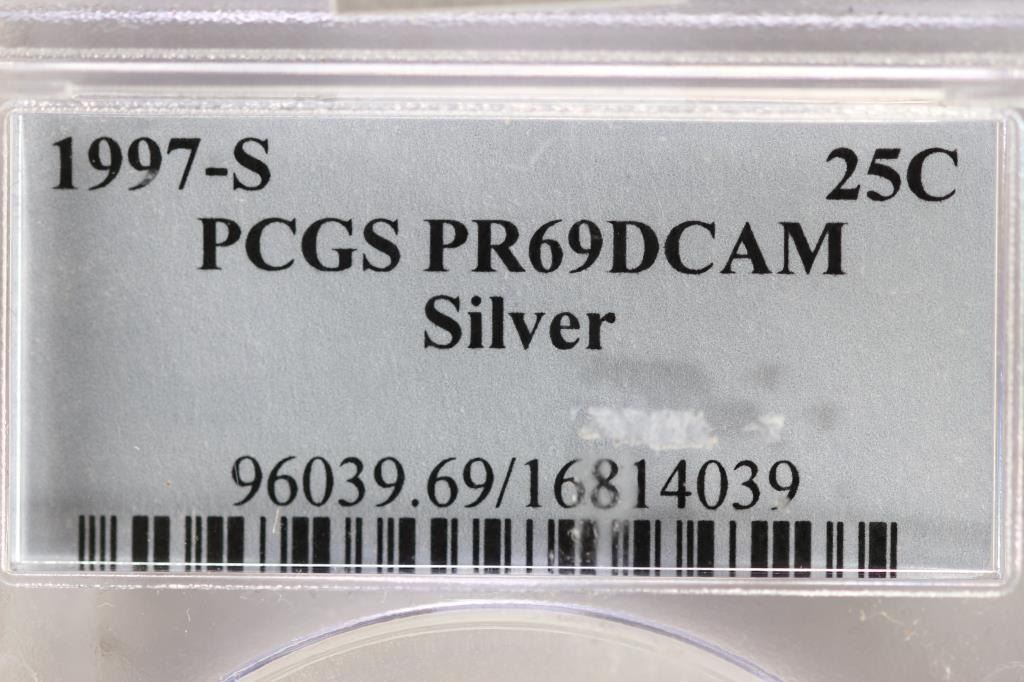 1997-S 25C
PCGS PR69DCAM
Silver
96039.69/16814039